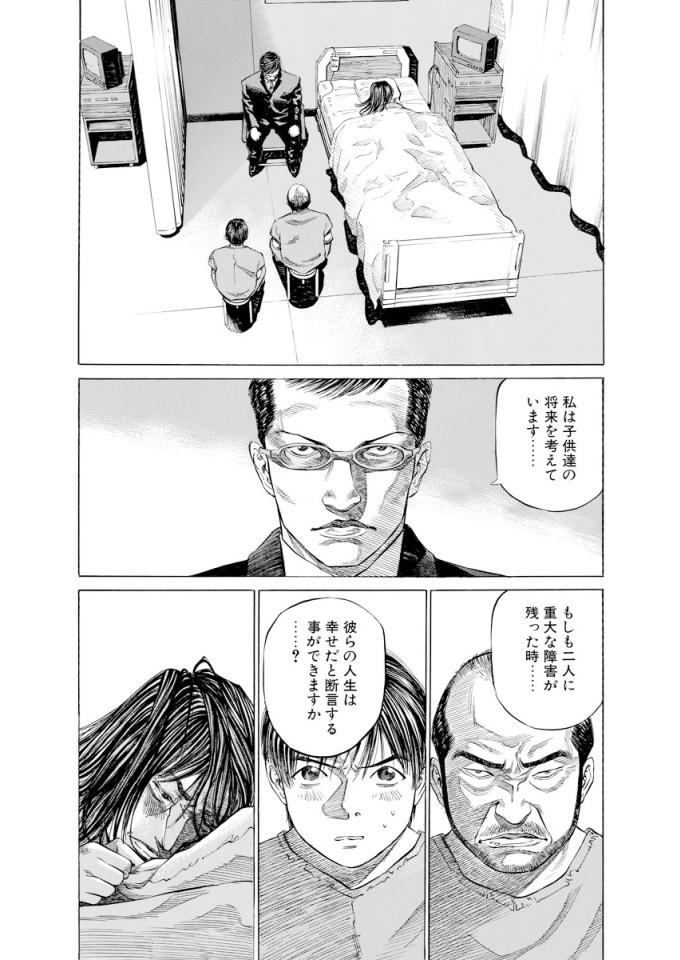 私は子供達の
将来を考えて
います……
もしも二人に
重大な障害が
残った時……
彼らの人生は
幸せだと断言する
事ができますか
……？